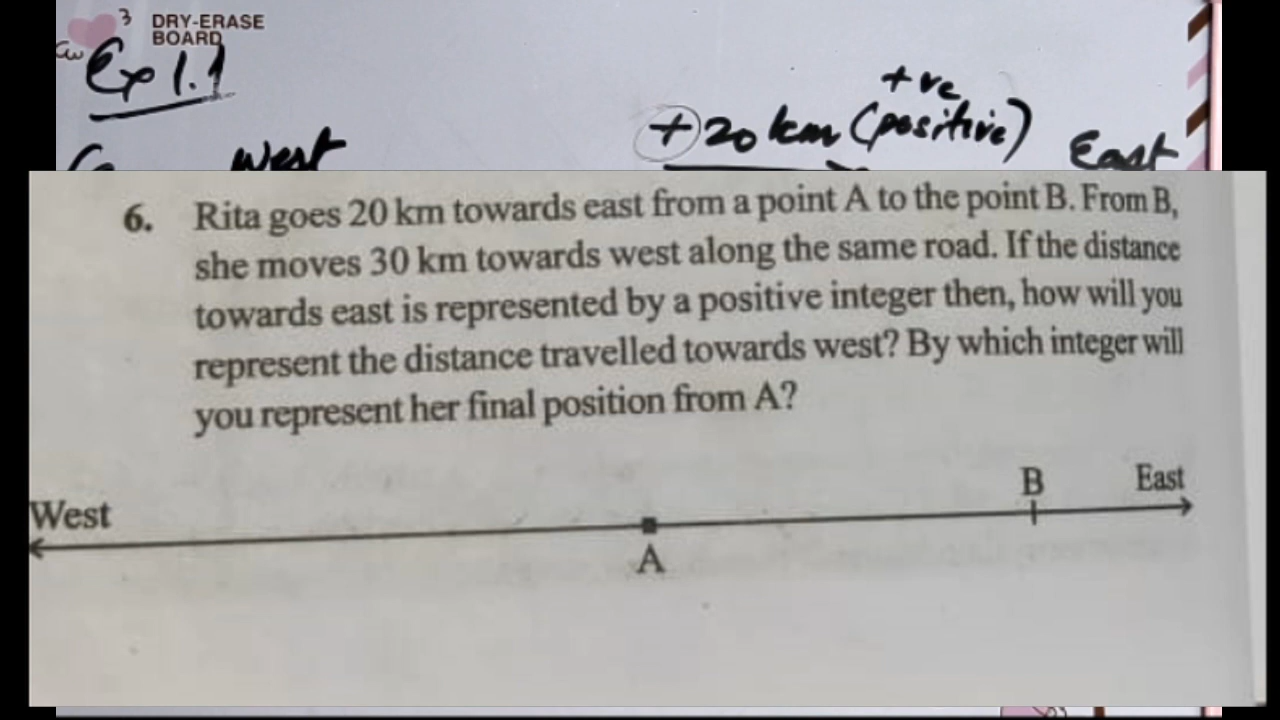 3
DRY-ERASE
BOARD
CW
Ex 1.1
+ve
+20 km (positive)
West
East
6. Rita goes 20 km towards east from a point A to the point B. From B,
she moves 30 km towards west along the same road. If the distance
towards east is represented by a positive integer then, how will you
represent the distance travelled towards west? By which integer will
you represent her final position from A?
B
East
West
A